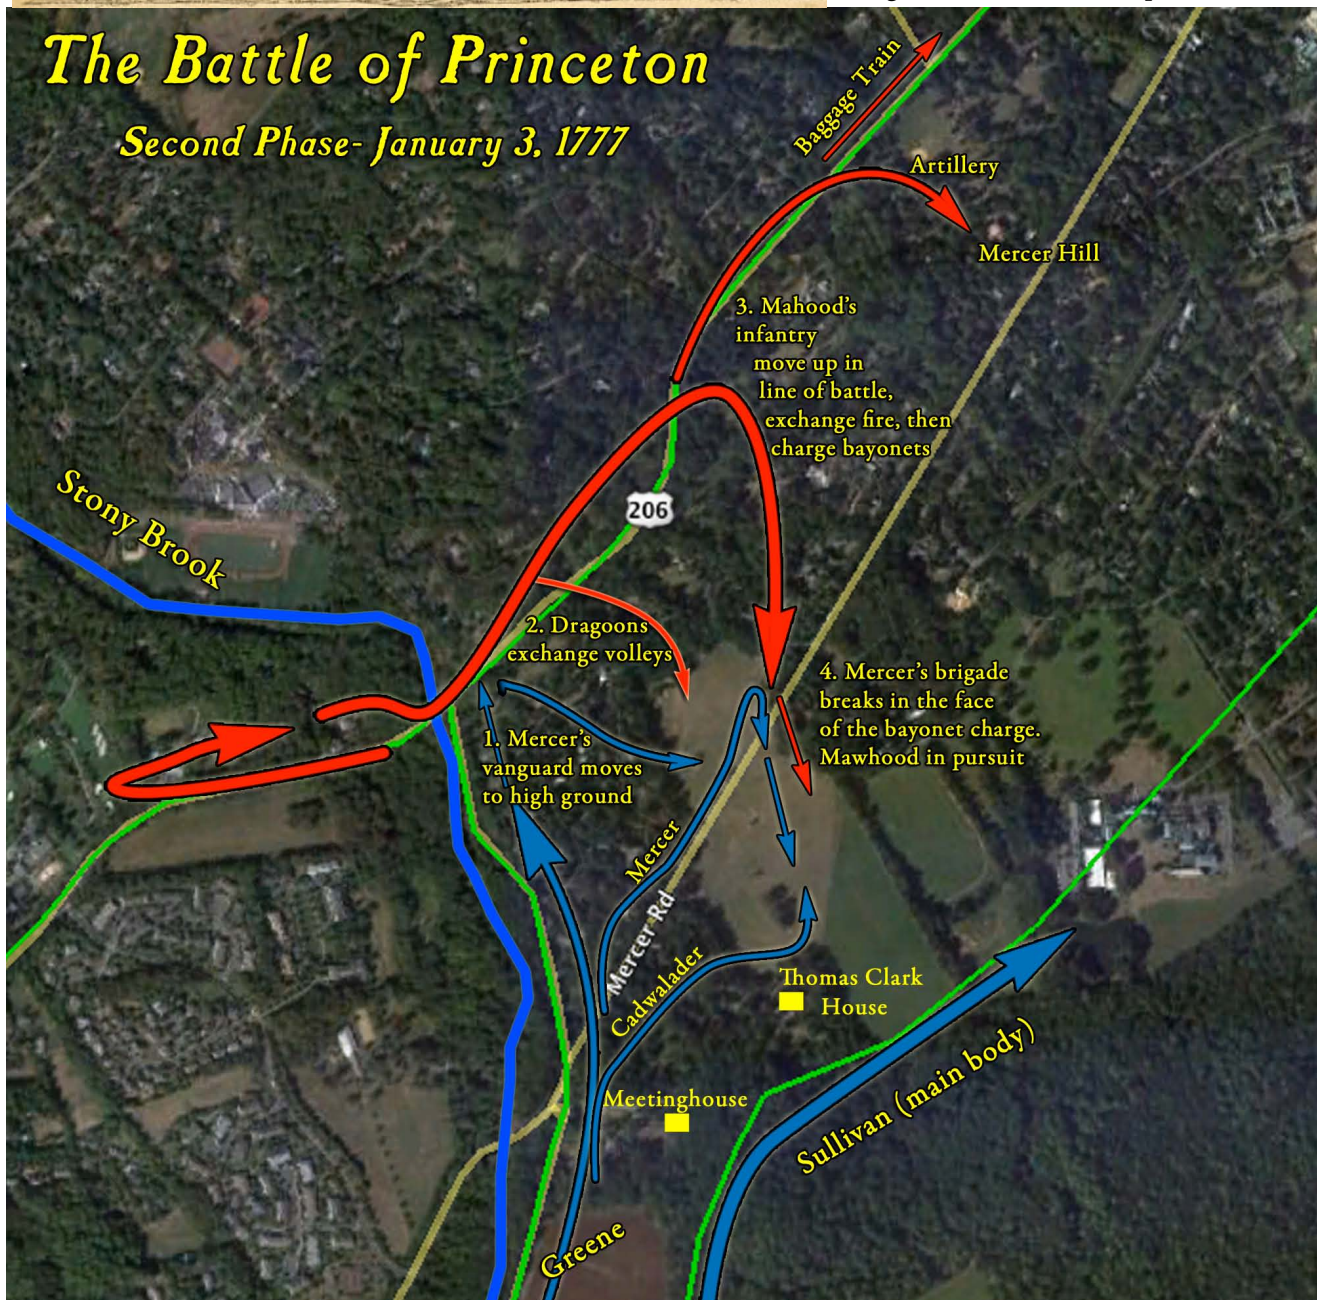 The Battle of Princeton
Second Phase- January 3, 1777
Baggage Train
Artillery
Mercer Hill
3. Mahood's
infantry
move up in
line of battle,
exchange fire, then
charge bayonets
206
Stony Brook
2. Dragoons
exchange volleys
4. Mercer's brigade
breaks in the face
of the bayonet charge.
Mawhood in pursuit
1. Mercer's
vanguard moves
to high ground
Mercer
Mercer Rd
Cadwalader
Thomas Clark
House
Meetinghouse
Sullivan (main body)
Greene